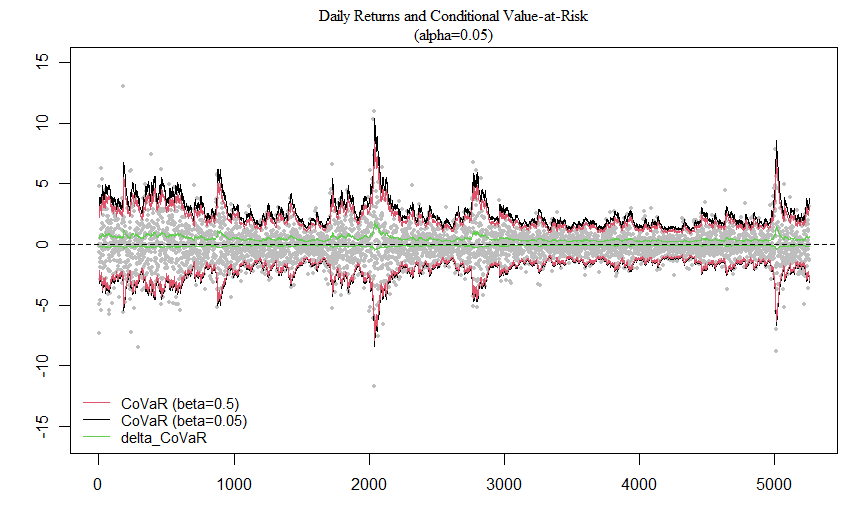 Daily Returns and Conditional Value-at-Risk
(alpha=0.05)
15
10
5
0
-5
-10
-15
CoVaR (beta=0.5)
CoVaR (beta=0.05)
delta_CoVaR
0 1000 2000 3000 4000 5000